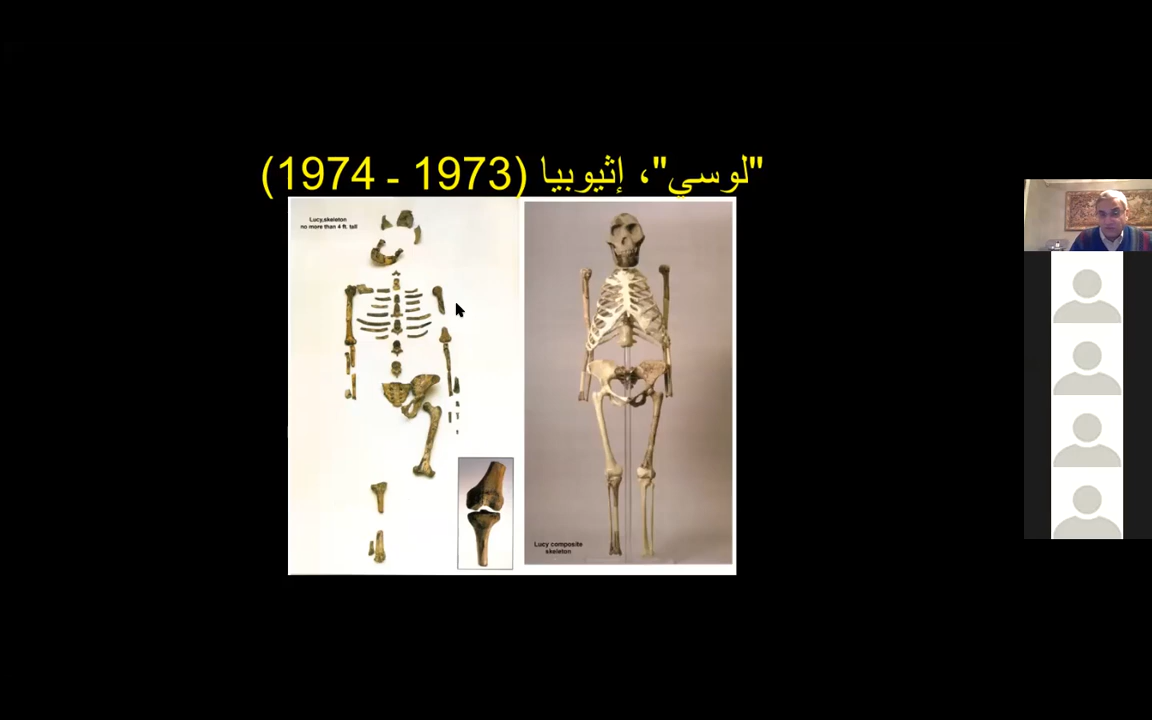 "لوسي"، إثيوبيا (1973 - 1974)
Lucy,skeleton
no more than 4 ft. tall
Lucy composite
skeleton